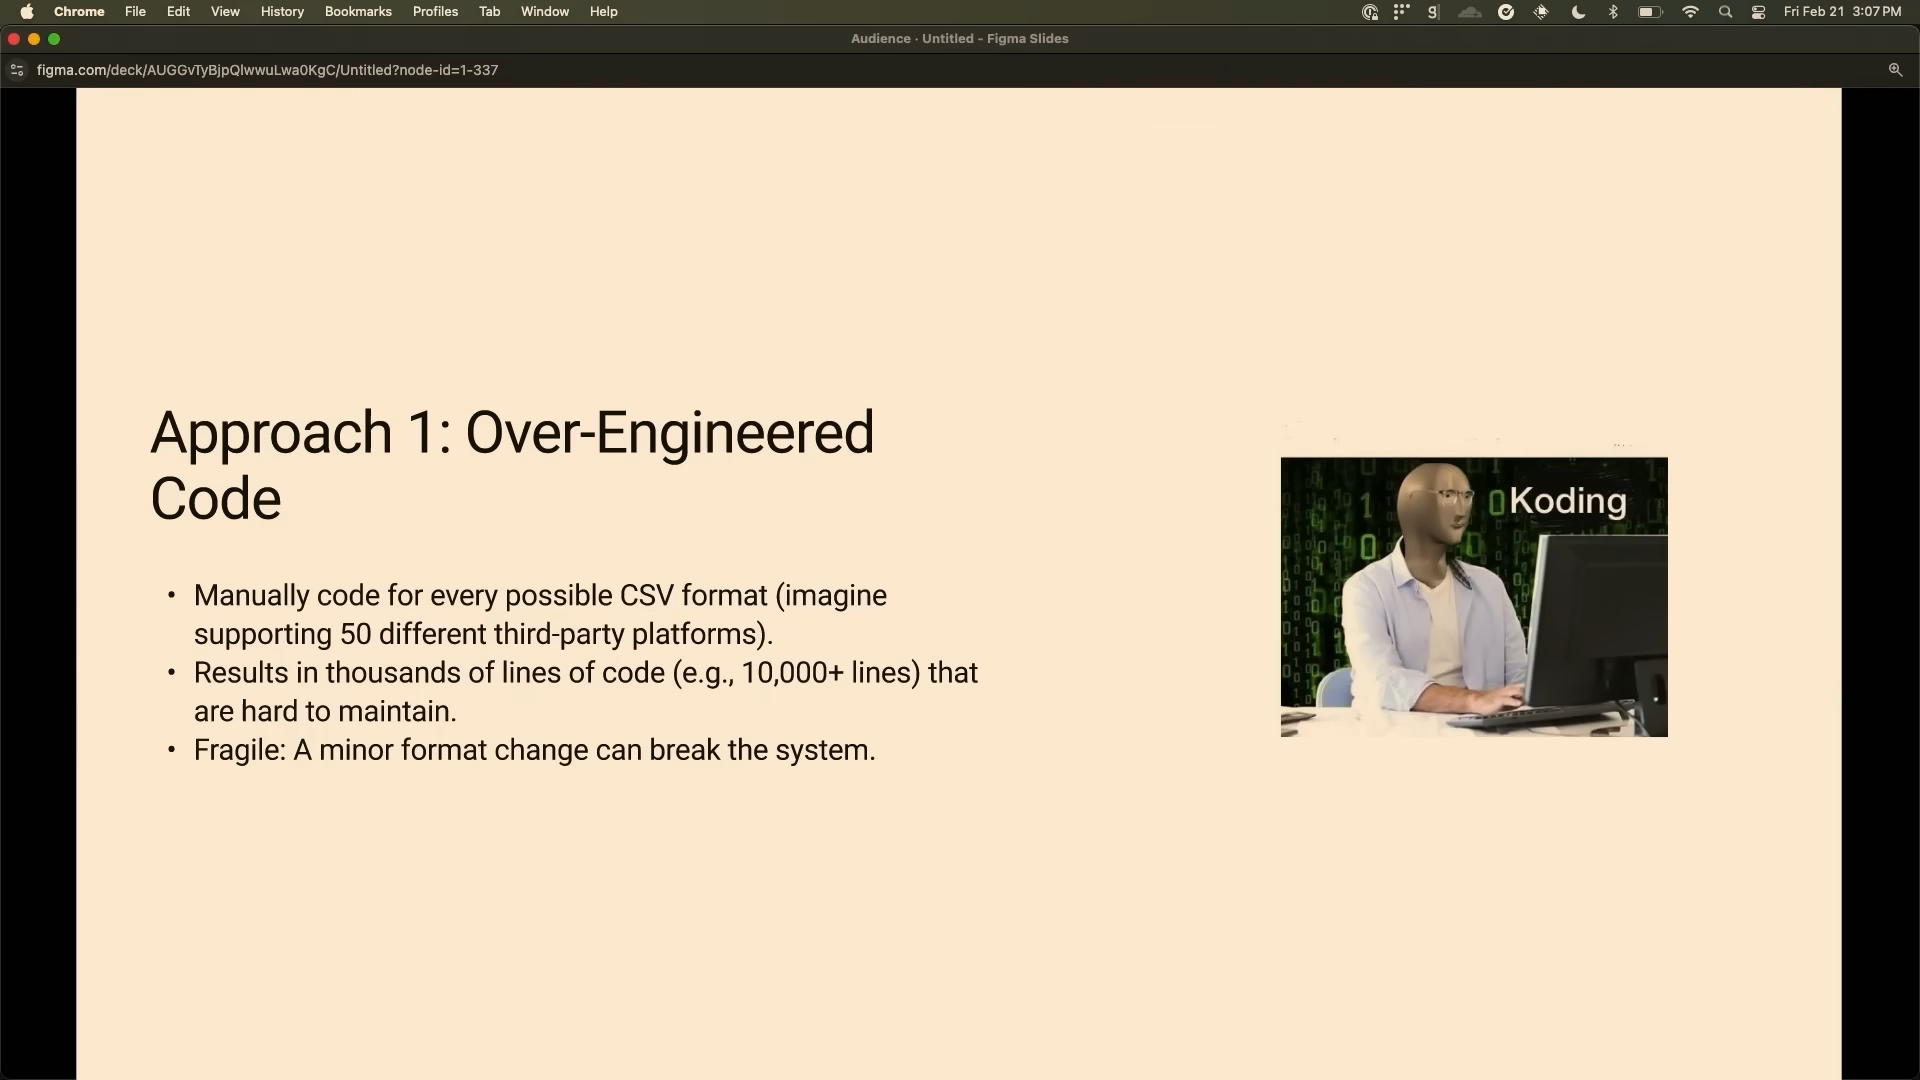 Chrome File Edit View History Bookmarks Profiles Tab Window Help
Fri Feb 21 3:07 PM
Audience · Untitled - Figma Slides
figma.com/deck/AUGGvTyBjpQlwwuLwa0KgC/Untitled?node-id=1-337
Approach 1: Over-Engineered
Code
• Manually code for every possible CSV format (imagine
supporting 50 different third-party platforms).
• Results in thousands of lines of code (e.g., 10,000+ lines) that
are hard to maintain.
• Fragile: A minor format change can break the system.
Koding